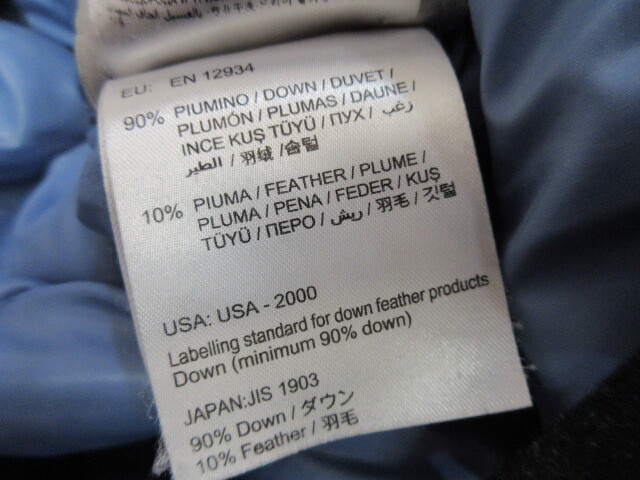 EU: EN 12934
90% PIUMINO / DOWN / DUVET /
PLUMÓN / PLUMAS / DAUNE /
INCE KUŞ TÜYÜ / ПУХ / زغب
الطير / 羽绒 /솜털
10% PIUMA / FEATHER / PLUME /
PLUMA / PENA / FEDER / KUŞ
TÜYÜ / ПЕРО / ريش / 羽毛 / 깃털
USA: USA - 2000
Labelling standard for down feather products
Down (minimum 90% down)
JAPAN:JIS 1903
90% Down / ダウン
10% Feather / 羽毛